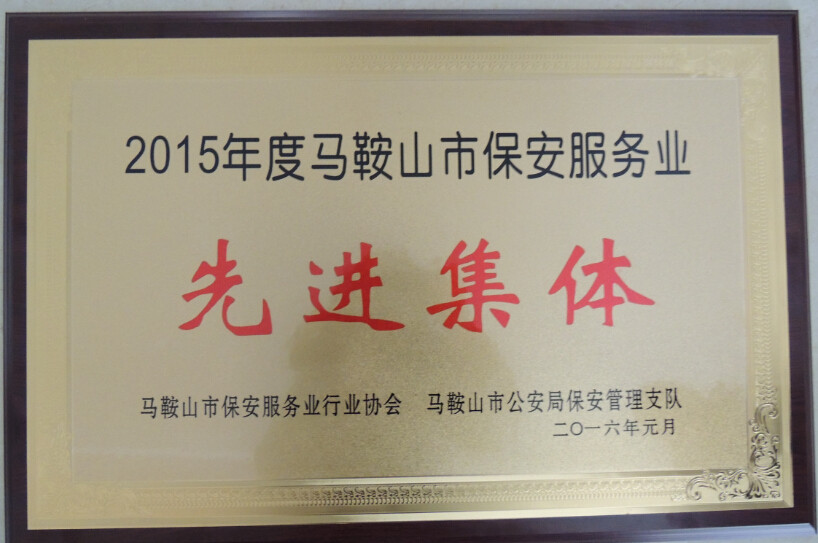 2015年度马鞍山市保安服务业
先进集体
马鞍山市保安服务业行业协会 马鞍山市公安局保安管理支队
二〇一六年元月